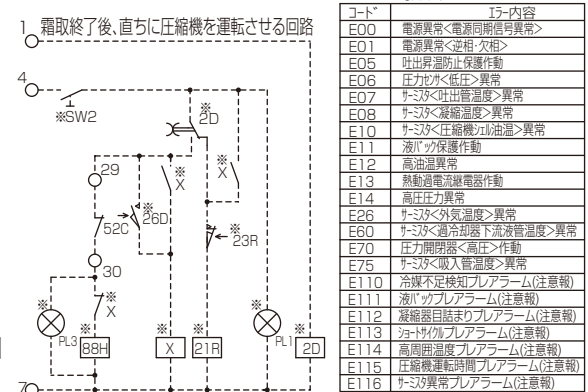 1 霜取終了後、直ちに圧縮機を運転させる回路
4
※SW2
※
2D
29
※
X
※
X
52C
※
26D
※
23R
30
※
X
※
PL3
※
88H
※
X
※
21R
※
PL1
※
2D
7
コード エラー内容
E00 電源異常<電源同期信号異常>
E01 電源異常<逆相・欠相>
E05 吐出昇温防止保護作動
E06 圧力センサ<低圧>異常
E07 サーミスタ<吐出管温度>異常
E08 サーミスタ<凝縮温度>異常
E10 サーミスタ<圧縮機シェル油温>異常
E11 液バック保護作動
E12 高油温異常
E13 熱動過電流継電器作動
E14 高圧圧力異常
E26 サーミスタ<外気温度>異常
E60 サーミスタ<過冷却器下流液管温度>異常
E70 圧力開閉器<高圧>作動
E75 サーミスタ<吸入管温度>異常
E110 冷媒不足検知プレアラーム(注意報)
E111 液バックプレアラーム(注意報)
E112 凝縮器目詰まりプレアラーム(注意報)
E113 ショートサイクルプレアラーム(注意報)
E114 高周囲温度プレアラーム(注意報)
E115 圧縮機運転時間プレアラーム(注意報)
E116 サーミスタ異常プレアラーム(注意報)